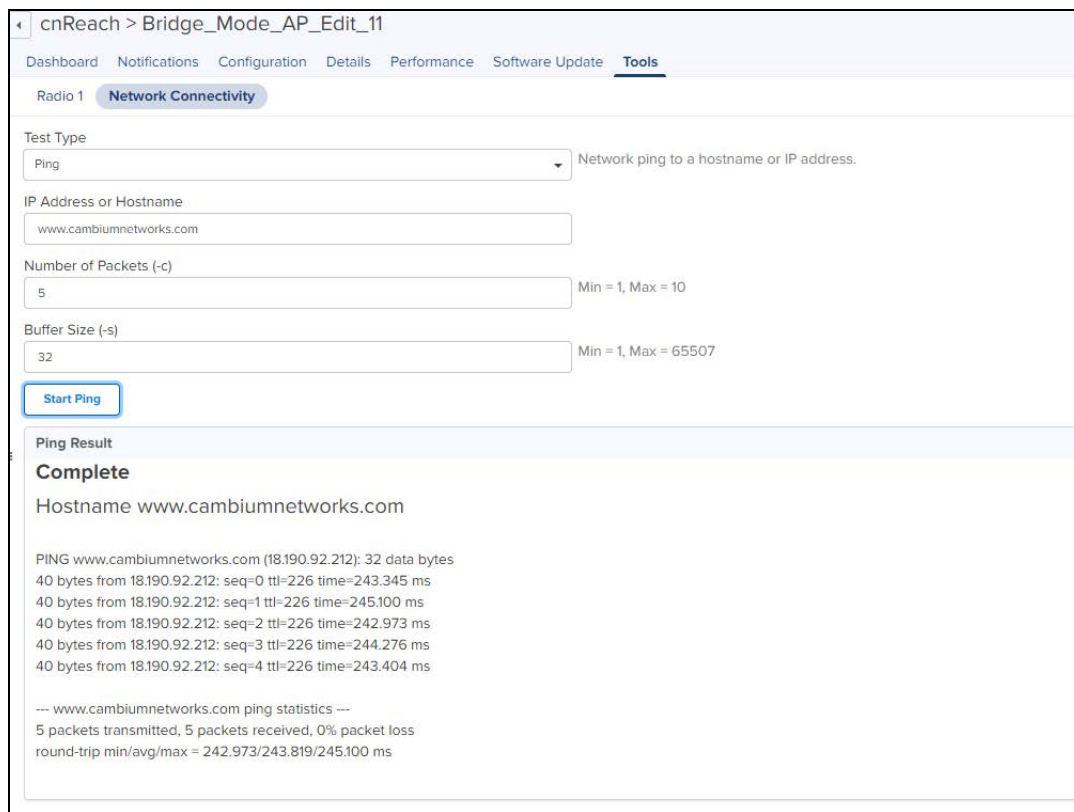 cnReach > Bridge_Mode_AP_Edit_11
Dashboard Notifications Configuration Details Performance Software Update Tools
Radio 1 Network Connectivity
Test Type
Ping Network ping to a hostname or IP address.
IP Address or Hostname
www.cambiumnetworks.com
Number of Packets (-c)
5 Min = 1, Max = 10
Buffer Size (-s)
32 Min = 1, Max = 65507
Start Ping
Ping Result
Complete
Hostname www.cambiumnetworks.com
PING www.cambiumnetworks.com (18.190.92.212): 32 data bytes
40 bytes from 18.190.92.212: seq=0 ttl=226 time=243.345 ms
40 bytes from 18.190.92.212: seq=1 ttl=226 time=245.100 ms
40 bytes from 18.190.92.212: seq=2 ttl=226 time=242.973 ms
40 bytes from 18.190.92.212: seq=3 ttl=226 time=244.276 ms
40 bytes from 18.190.92.212: seq=4 ttl=226 time=243.404 ms
--- www.cambiumnetworks.com ping statistics ---
5 packets transmitted, 5 packets received, 0% packet loss
round-trip min/avg/max = 242.973/243.819/245.100 ms